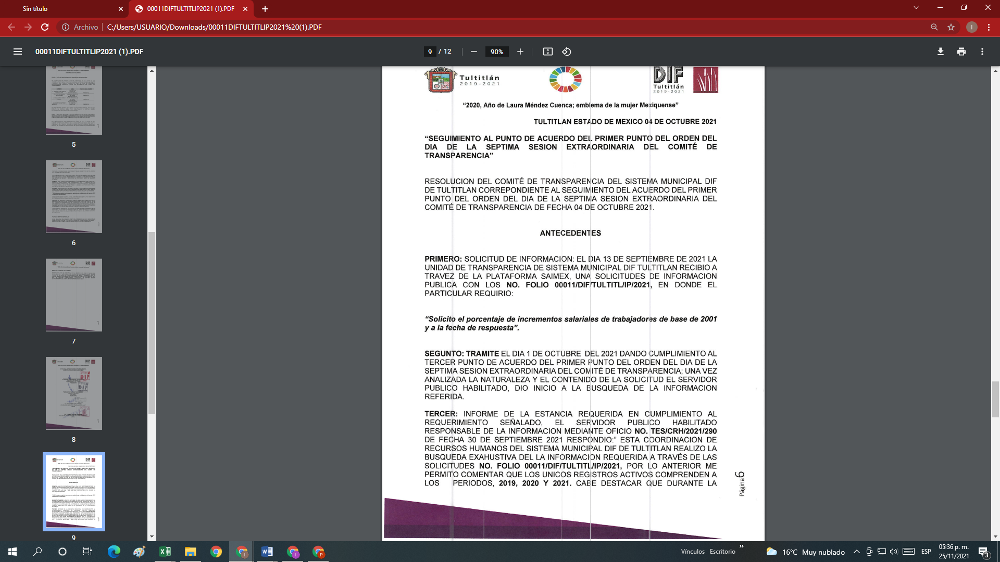 Sin título
00011DIFTULTITLIP2021 (1).PDF
Archivo
C:/Users/USUARIO/Downloads/00011DIFTULTITLIP2021%20(1).PDF
I
00011DIFTULTITLIP2021 (1).PDF
9 / 12
90%
5
6
7
8
9
Tultitlán
2019-2021
DIF
Tultitlán
2019-2021
“2020, Año de Laura Méndez Cuenca; emblema de la mujer Mexiquense”
TULTITLAN ESTADO DE MEXICO 04 DE OCTUBRE 2021
“SEGUIMIENTO AL PUNTO DE ACUERDO DEL PRIMER PUNTO DEL ORDEN DEL
DIA DE LA SEPTIMA SESION EXTRAORDINARIA DEL COMITÉ DE
TRANSPARENCIA”
RESOLUCION DEL COMITÉ DE TRANSPARENCIA DEL SISTEMA MUNICIPAL DIF
DE TULTITLAN CORREPONDIENTE AL SEGUIMIENTO DEL ACUERDO DEL PRIMER
PUNTO DEL ORDEN DEL DIA DE LA SEPTIMA SESION EXTRAORDINARIA DEL
COMITÉ DE TRANSPARENCIA DE FECHA 04 DE OCTUBRE 2021.
ANTECEDENTES
PRIMERO: SOLICITUD DE INFORMACION: EL DIA 13 DE SEPTIEMBRE DE 2021 LA
UNIDAD DE TRANSPARENCIA DE SISTEMA MUNICIPAL DIF TULTITLAN RECIBIO A
TRAVEZ DE LA PLATAFORMA SAIMEX, UNA SOLICITUDES DE INFORMACION
PUBLICA CON LOS NO. FOLIO 00011/DIF/TULTITL/IP/2021, EN DONDE EL
PARTICULAR REQUIRIO:
“Solicito el porcentaje de incrementos salariales de trabajadores de base de 2001
y a la fecha de respuesta”.
SEGUNTO: TRAMITE EL DIA 1 DE OCTUBRE DEL 2021 DANDO CUMPLIMIENTO AL
TERCER PUNTO DE ACUERDO DEL PRIMER PUNTO DEL ORDEN DEL DIA DE LA
SEPTIMA SESION EXTRAORDINARIA DEL COMITÉ DE TRANSPARENCIA; UNA VEZ
ANALIZADA LA NATURALEZA Y EL CONTENIDO DE LA SOLICITUD EL SERVIDOR
PUBLICO HABILITADO, DIO INICIO A LA BUSQUEDA DE LA INFORMACION
REFERIDA.
TERCER: INFORME DE LA ESTANCIA REQUERIDA EN CUMPLIMIENTO AL
REQUERIMIENTO SEÑALADO, EL SERVIDOR PUBLICO HABILITADO
RESPONSABLE DE LA INFORMACION MEDIANTE OFICIO NO. TES/CRH/2021/290
DE FECHA 30 DE SEPTIEMBRE 2021 RESPONDIO:” ESTA COORDINACION DE
RECURSOS HUMANOS DEL SISTEMA MUNICIPAL DIF DE TULTITLAN REALIZO LA
BUSQUEDA EXAHUSTIVA DEL LA INFORMACION REQUERIDA A TRAVÉS DE LAS
SOLICITUDES NO. FOLIO 00011/DIF/TULTITL/IP/2021, POR LO ANTERIOR ME
PERMITO COMENTAR QUE LOS UNICOS REGISTROS ACTIVOS COMPRENDEN A
LOS PERIODOS, 2019, 2020 Y 2021. CABE DESTACAR QUE DURANTE LA
Página 6
Vínculos
Escritorio
16°C Muy nublado
ESP
05:36 p. m.
25/11/2021
3